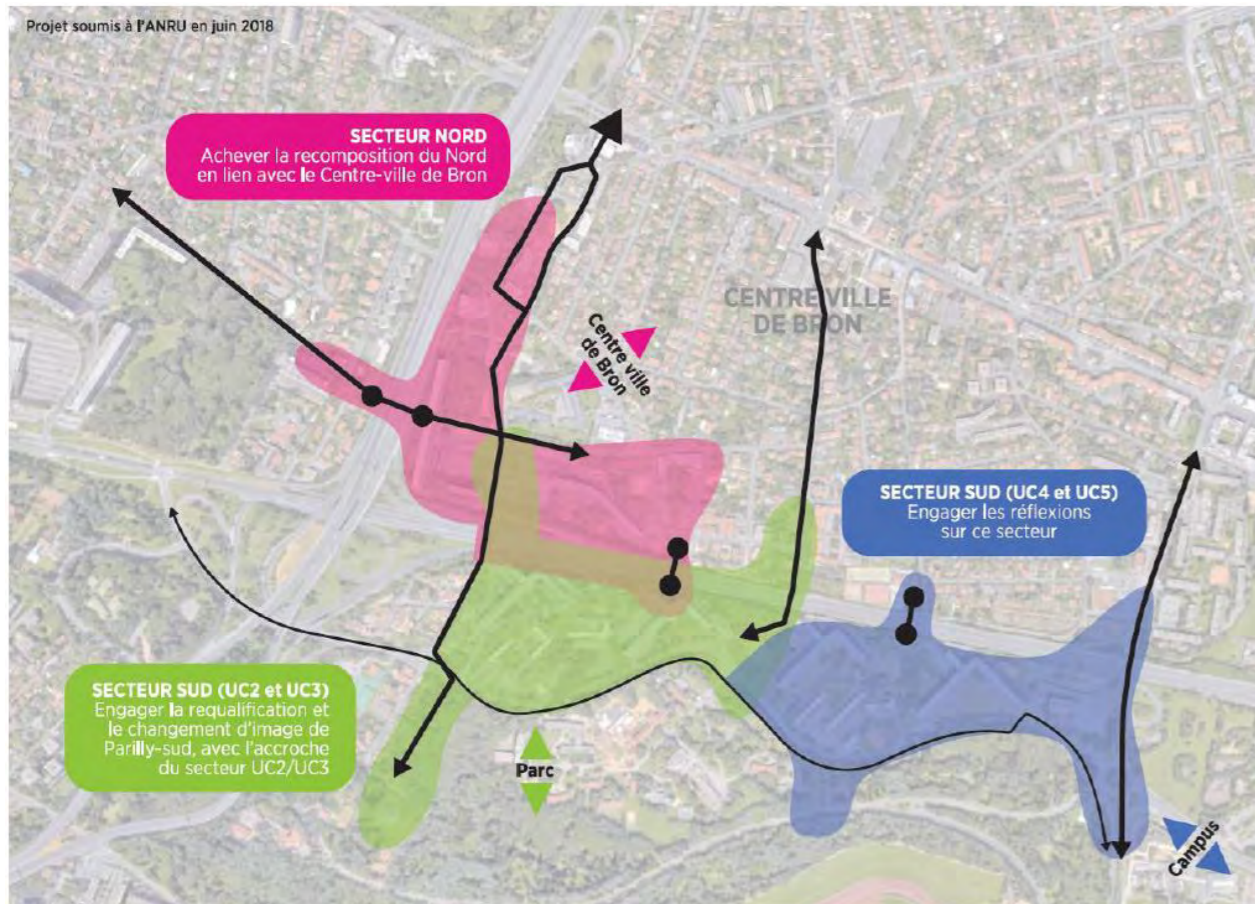 Projet soumis à l'ANRU en juin 2018
SECTEUR NORD
Achever la recomposition du Nord
en lien avec le Centre-ville de Bron
CENTRE VILLE
DE BRON
Centre ville
de Bron
SECTEUR SUD (UC4 et UC5)
Engager les réflexions
sur ce secteur
SECTEUR SUD (UC2 et UC3)
Engager la requalification et
le changement d'image de
Parilly-sud, avec l'accroche
du secteur UC2/UC3
Parc
Campus